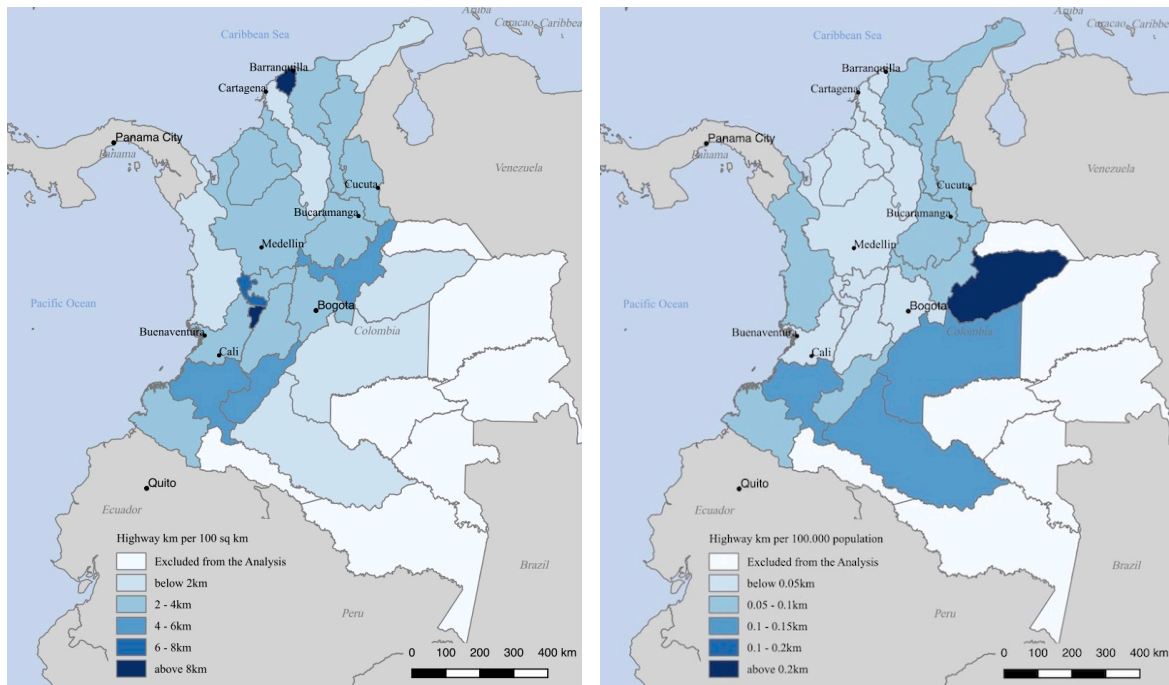 Aruba
Curacao Caribbean
Caribbean Sea
Barranquilla
Cartagena
Panama City
Panama
Venezuela
Cucuta
Bucaramanga
Medellin
Pacific Ocean
Bogota
Colombia
Buenaventura
Cali
Quito
Ecuador
Highway km per 100 sq km
Excluded from the Analysis
below 2km
2 - 4km
4 - 6km
6 - 8km
above 8km
Brazil
Peru
0 100 200 300 400 km
Aruba
Curacao Caribbe
Caribbean Sea
Barranquilla
Cartagena
Panama City
Panama
Venezuela
Cucuta
Bucaramanga
Medellin
Pacific Ocean
Bogota
Colombia
Buenaventura
Cali
Quito
Ecuador
Highway km per 100.000 population
Excluded from the Analysis
below 0.05km
0.05 - 0.1km
0.1 - 0.15km
0.1 - 0.2km
above 0.2km
Brazil
Peru
0 100 200 300 400 km